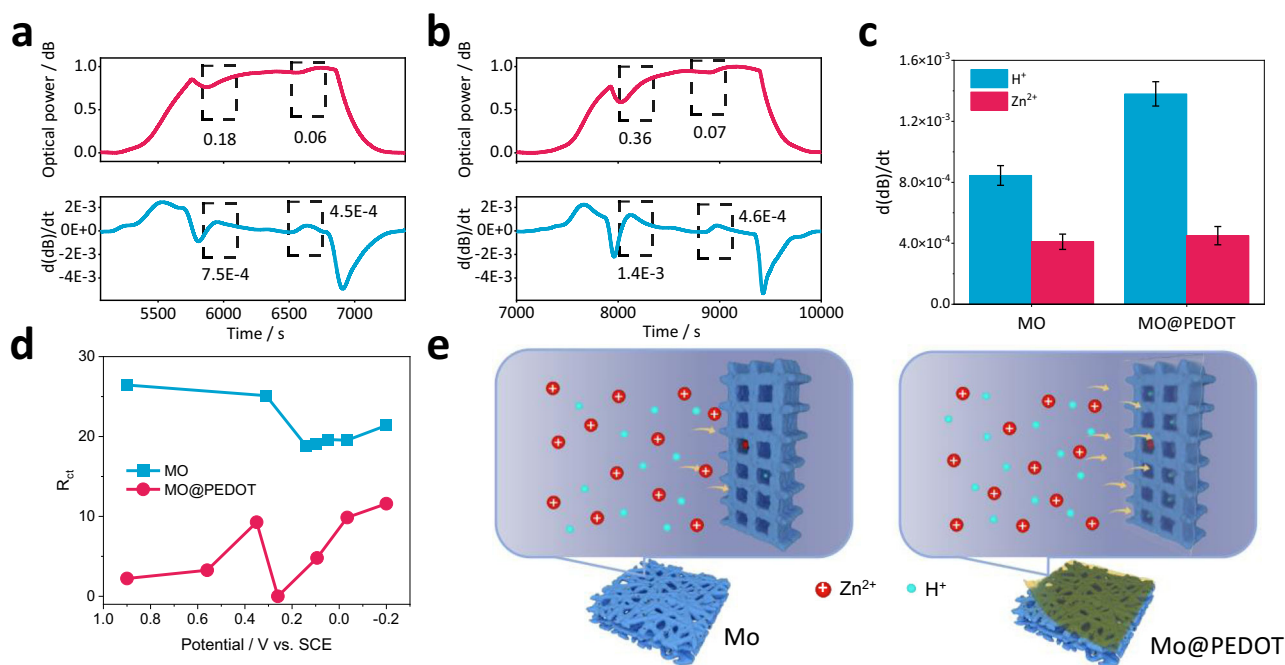 a
Optical power / dB
1.0
0.5
0.0
0.18
0.06
d(dB)/dt
2E-3
0E+0
-2E-3
-4E-3
4.5E-4
7.5E-4
5500 6000 6500 7000
Time / s
b
Optical power / dB
1.0
0.5
0.0
0.36
0.07
d(dB)/dt
2E-3
0E+0
-2E-3
-4E-3
4.6E-4
1.4E-3
7000 8000 9000 10000
Time / s
c
d(dB)/dt
1.6×10⁻³
1.2×10⁻³
8.0×10⁻⁴
4.0×10⁻⁴
0.0
H⁺
Zn²⁺
MO MO@PEDOT
d
R_ct
30
20
10
0
MO
MO@PEDOT
1.0 0.8 0.6 0.4 0.2 0.0 -0.2
Potential / V vs. SCE
e
Zn²⁺ H⁺
Mo
Mo@PEDOT